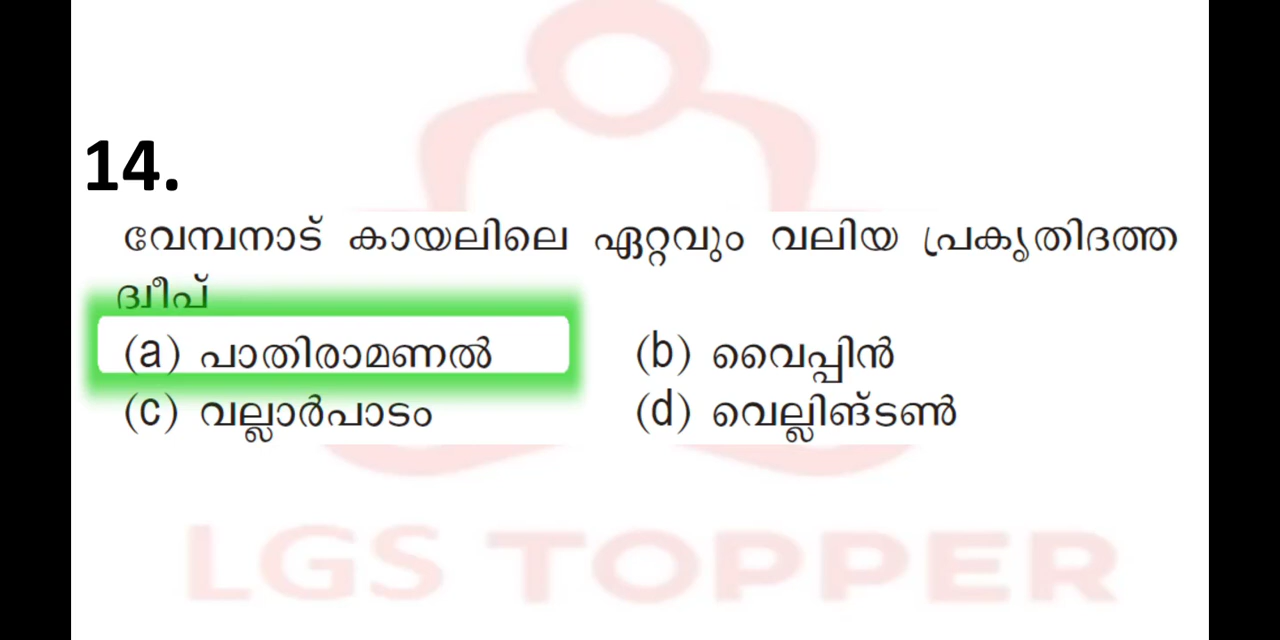 14.
വേമ്പനാട് കായലിലെ ഏറ്റവും വലിയ പ്രകൃതിദത്ത
ദ്വീപ്
(a) പാതിരാമണൽ (b) വൈപ്പിൻ
(c) വല്ലാർപാടം (d) വെല്ലിങ്ടൺ
LGS TOPPER